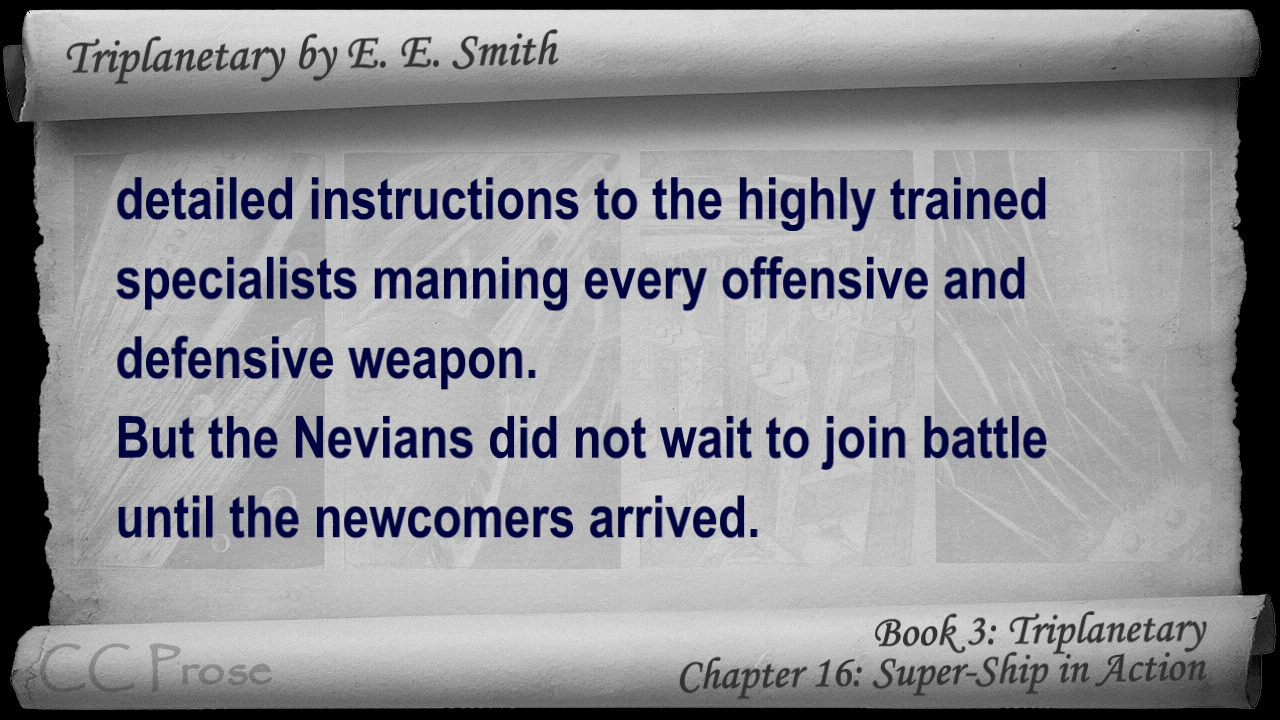 Triplanetary by E. E. Smith
detailed instructions to the highly trained
specialists manning every offensive and
defensive weapon.
But the Nevians did not wait to join battle
until the newcomers arrived.
Book 3: Triplanetary
Chapter 16: Super-Ship in Action
CC Prose